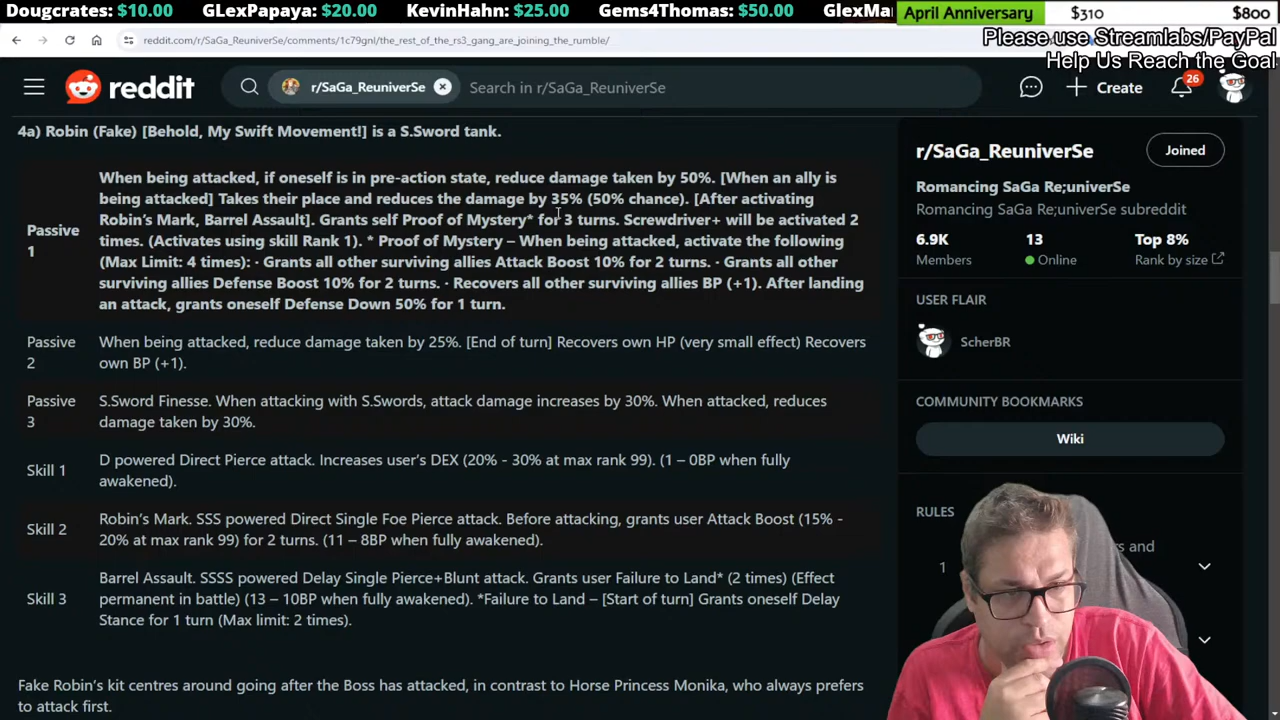 Dougcrates: $10.00 GLexPapaya: $20.00 KevinHahn: $25.00 Gems4Thomas: $50.00 GlexMa
April Anniversary $310 $800
Please use Streamlabs/PayPal
Help Us Reach the Goal
reddit.com/r/SaGa_ReuniverSe/comments/1c79gnl/the_rest_of_the_rs3_gang_are_joining_the_rumble/
reddit r/SaGa_ReuniverSe Search in r/SaGa_ReuniverSe Create 26
4a) Robin (Fake) [Behold, My Swift Movement!] is a S.Sword tank.
Passive 1
When being attacked, if oneself is in pre-action state, reduce damage taken by 50%. [When an ally is
being attacked] Takes their place and reduces the damage by 35% (50% chance). [After activating
Robin's Mark, Barrel Assault]. Grants self Proof of Mystery* for 3 turns. Screwdriver+ will be activated 2
times. (Activates using skill Rank 1). * Proof of Mystery – When being attacked, activate the following
(Max Limit: 4 times): · Grants all other surviving allies Attack Boost 10% for 2 turns. · Grants all other
surviving allies Defense Boost 10% for 2 turns. · Recovers all other surviving allies BP (+1). After landing
an attack, grants oneself Defense Down 50% for 1 turn.
Passive 2
When being attacked, reduce damage taken by 25%. [End of turn] Recovers own HP (very small effect) Recovers
own BP (+1).
Passive 3
S.Sword Finesse. When attacking with S.Swords, attack damage increases by 30%. When attacked, reduces
damage taken by 30%.
Skill 1
D powered Direct Pierce attack. Increases user's DEX (20% - 30% at max rank 99). (1 – 0BP when fully
awakened).
Skill 2
Robin's Mark. SSS powered Direct Single Foe Pierce attack. Before attacking, grants user Attack Boost (15% -
20% at max rank 99) for 2 turns. (11 – 8BP when fully awakened).
Skill 3
Barrel Assault. SSSS powered Delay Single Pierce+Blunt attack. Grants user Failure to Land* (2 times) (Effect
permanent in battle) (13 – 10BP when fully awakened). *Failure to Land – [Start of turn] Grants oneself Delay
Stance for 1 turn (Max limit: 2 times).
Fake Robin's kit centres around going after the Boss has attacked, in contrast to Horse Princess Monika, who always prefers
to attack first.
r/SaGa_ReuniverSe Joined
Romancing SaGa Re;univerSe
Romancing SaGa Re;univerSe subreddit
6.9K 13 Top 8%
Members Online Rank by size
USER FLAIR
ScherBR
COMMUNITY BOOKMARKS
Wiki
RULES
1 s and